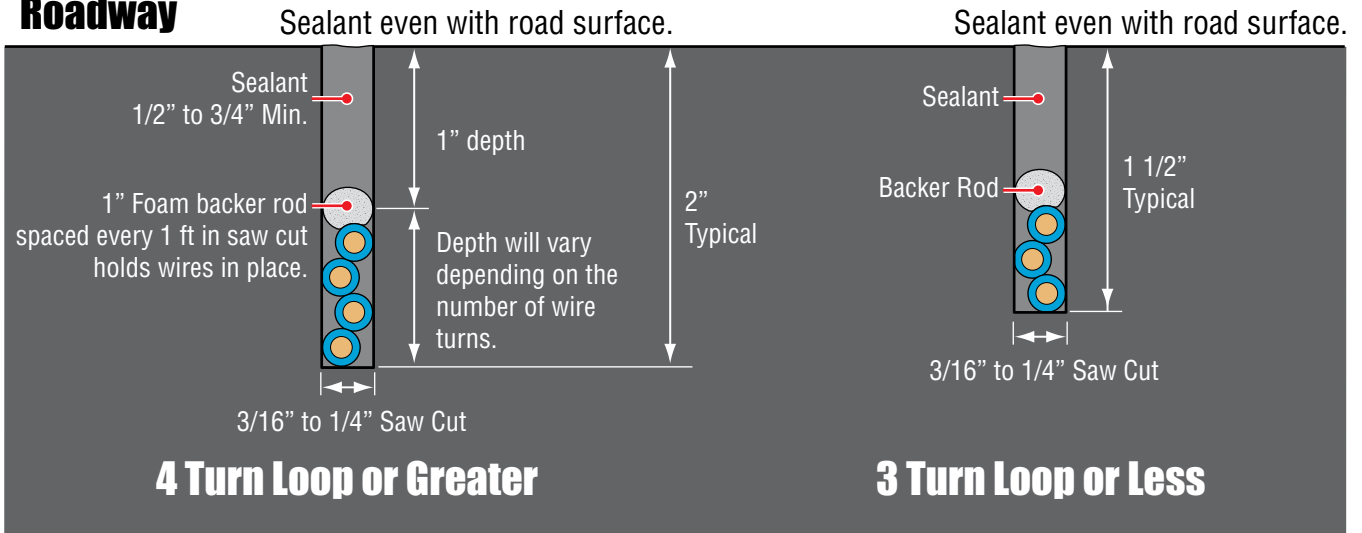 Roadway
Sealant even with road surface.
Sealant even with road surface.
Sealant
1/2” to 3/4” Min.
1” depth
1” Foam backer rod
spaced every 1 ft in saw cut
holds wires in place.
Depth will vary
depending on the
number of wire
turns.
2”
Typical
3/16” to 1/4” Saw Cut
4 Turn Loop or Greater
Sealant
Backer Rod
1 1/2”
Typical
3/16” to 1/4” Saw Cut
3 Turn Loop or Less